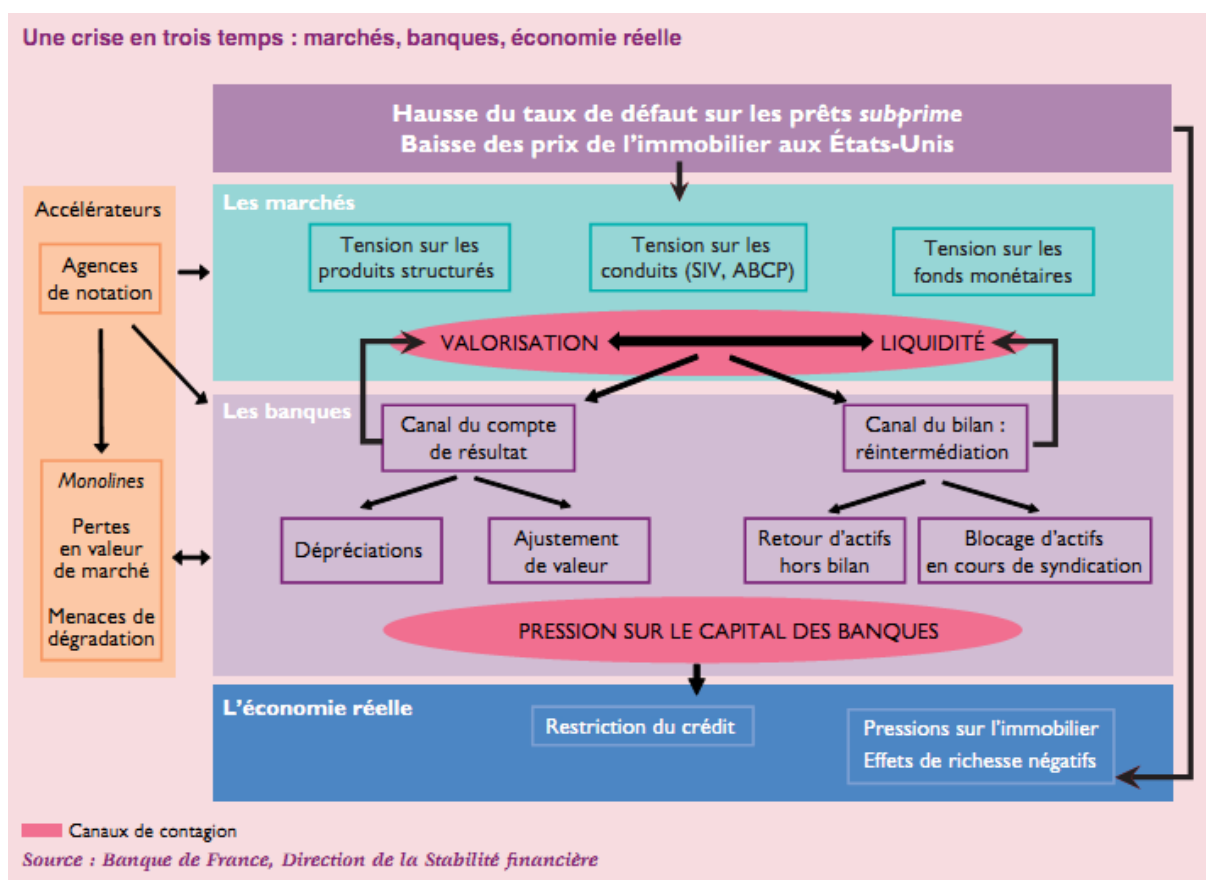 Une crise en trois temps : marchés, banques, économie réelle
Hausse du taux de défaut sur les prêts subprime
Baisse des prix de l'immobilier aux États-Unis
Accélérateurs
Agences
de notation
Monolines
Pertes
en valeur
de marché
Menaces de
dégradation
Les marchés
Tension sur les
produits structurés
Tension sur les
conduits (SIV, ABCP)
Tension sur les
fonds monétaires
VALORISATION
LIQUIDITÉ
Les banques
Canal du compte
de résultat
Canal du bilan :
réintermédiation
Dépréciations
Ajustement
de valeur
Retour d'actifs
hors bilan
Blocage d'actifs
en cours de syndication
PRESSION SUR LE CAPITAL DES BANQUES
L'économie réelle
Restriction du crédit
Pressions sur l'immobilier
Effets de richesse négatifs
Canaux de contagion
Source : Banque de France, Direction de la Stabilité financière